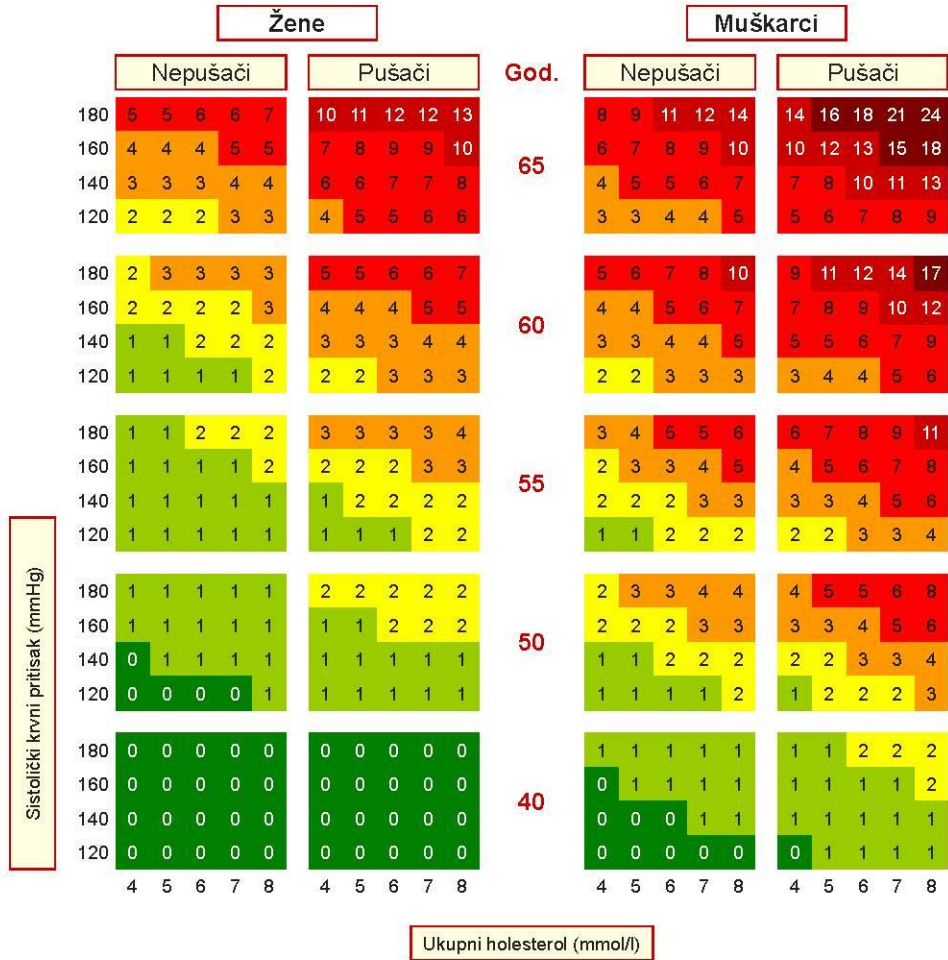 Žene Muškarci
Nepušači Pušači God. Nepušači Pušači
180 5 5 6 6 7 10 11 12 12 13 8 9 11 12 14 14 16 18 21 24
160 4 4 4 5 5 7 8 9 9 10 6 7 8 9 10 10 12 13 15 18
65
140 3 3 3 4 4 6 6 7 7 8 4 5 5 6 7 7 8 10 11 13
120 2 2 2 3 3 4 5 5 6 6 3 3 4 4 5 5 6 7 8 9
180 2 3 3 3 3 5 5 6 6 7 5 6 7 8 10 9 11 12 14 17
160 2 2 2 2 3 4 4 4 5 5 4 4 5 6 7 7 8 9 10 12
60
140 1 1 2 2 2 3 3 3 4 4 3 3 4 4 5 5 5 6 7 9
120 1 1 1 1 2 2 2 3 3 3 2 2 3 3 3 3 4 4 5 6
180 1 1 2 2 2 3 3 3 3 4 3 4 5 5 6 6 7 8 9 11
160 1 1 1 1 2 2 2 2 3 3 2 3 3 4 5 4 5 6 7 8
55
140 1 1 1 1 1 1 2 2 2 2 2 2 2 3 3 3 3 4 5 6
120 1 1 1 1 1 1 1 1 2 2 1 1 2 2 2 2 2 3 3 4
180 1 1 1 1 1 2 2 2 2 2 2 3 3 4 4 4 5 5 6 8
160 1 1 1 1 1 1 1 2 2 2 2 2 2 3 3 3 3 4 5 6
50
140 0 1 1 1 1 1 1 1 1 1 1 1 2 2 2 2 2 3 3 4
120 0 0 0 0 1 1 1 1 1 1 1 1 1 1 2 1 2 2 2 3
180 0 0 0 0 0 0 0 0 0 0 1 1 1 1 1 1 1 2 2 2
160 0 0 0 0 0 0 0 0 0 0 0 1 1 1 1 1 1 1 1 2
40
140 0 0 0 0 0 0 0 0 0 0 0 0 0 1 1 1 1 1 1 1
120 0 0 0 0 0 0 0 0 0 0 0 0 0 0 0 0 1 1 1 1
4 5 6 7 8 4 5 6 7 8 4 5 6 7 8 4 5 6 7 8
Sistolički krvni pritisak (mmHg)
Ukupni holesterol (mmol/l)